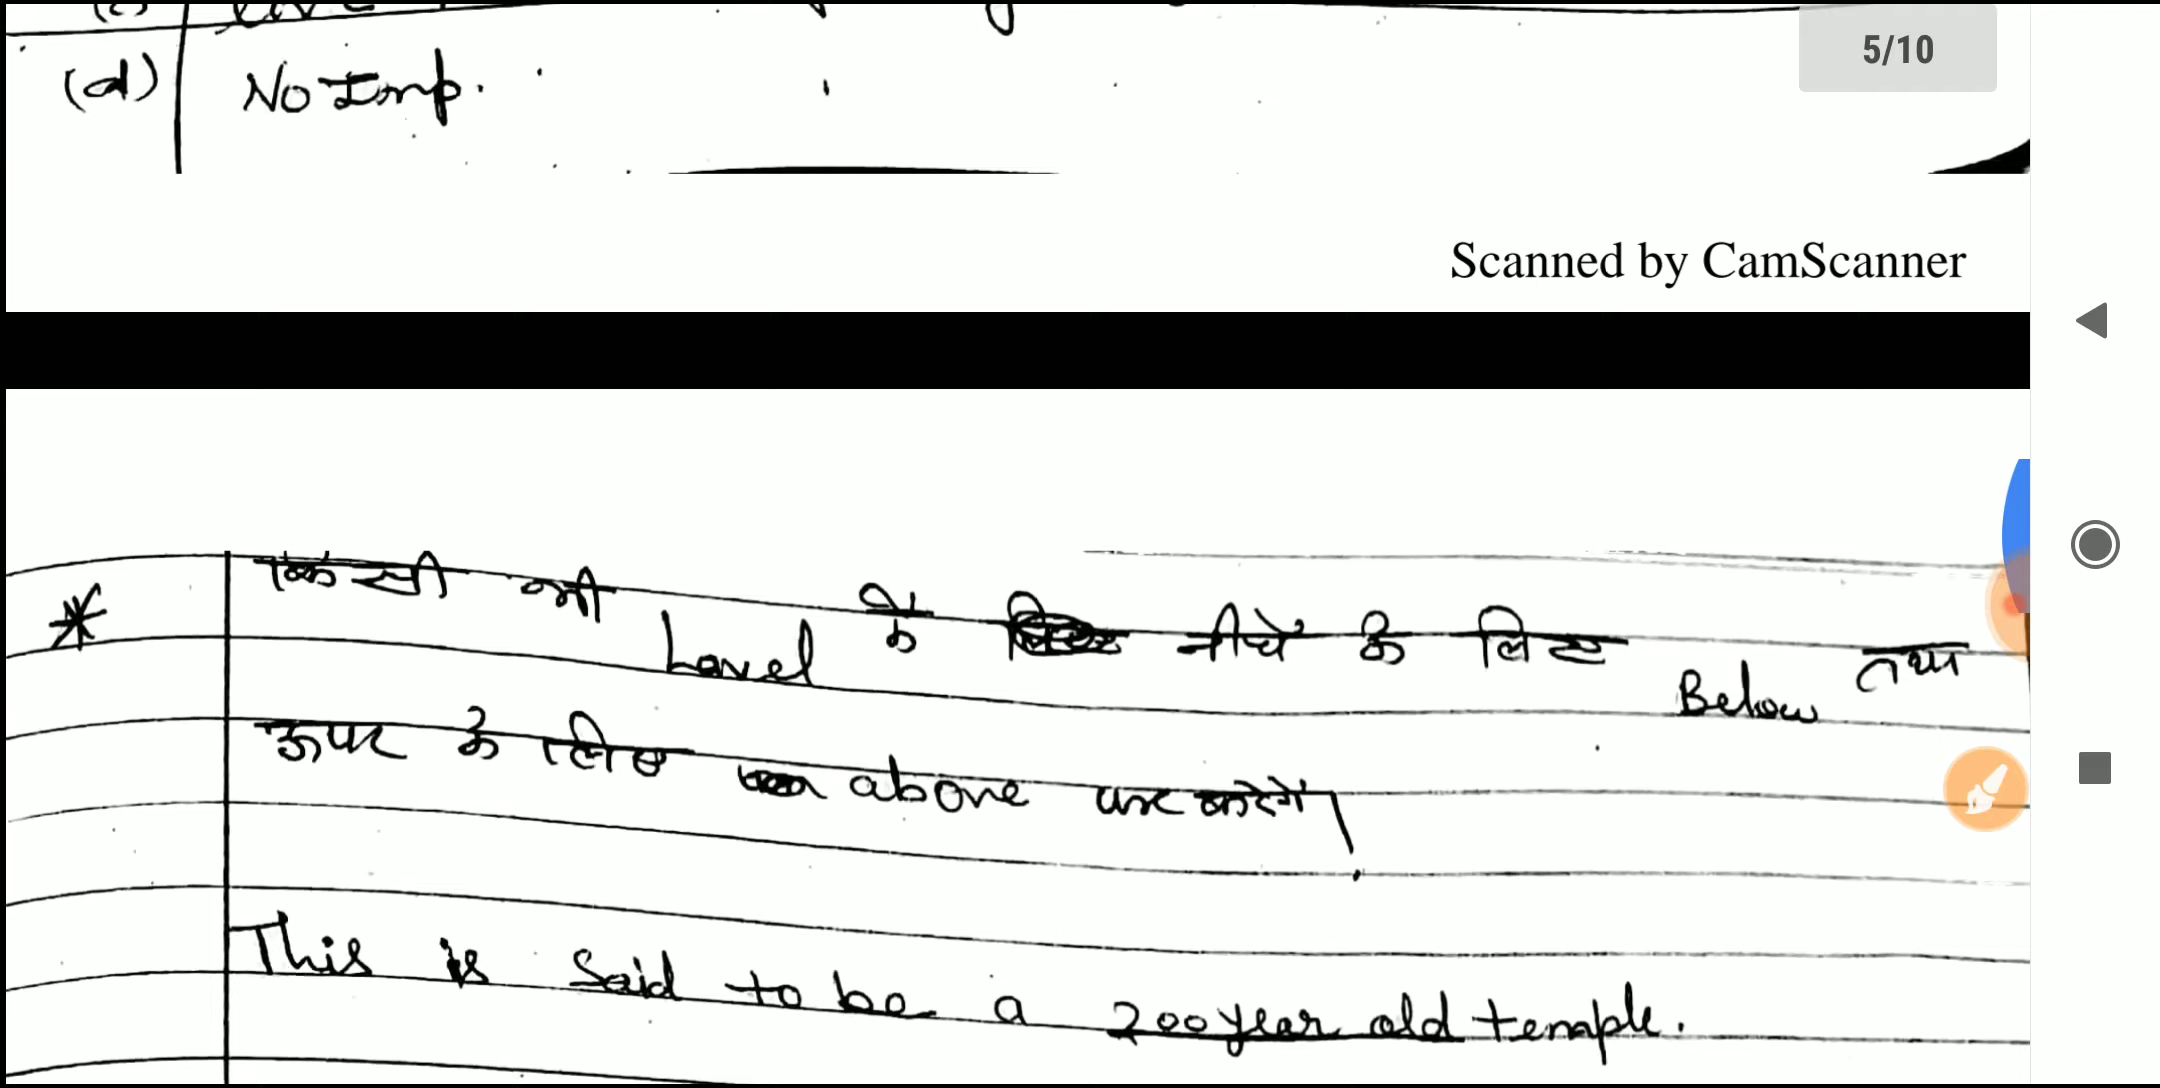 5/10
(d) No Imp.
Scanned by CamScanner
* किसी भी Level के नीचे के लिए Below तथा
ऊपर के लिए above का करेंगे।
This is Said to be a 200 year old temple.